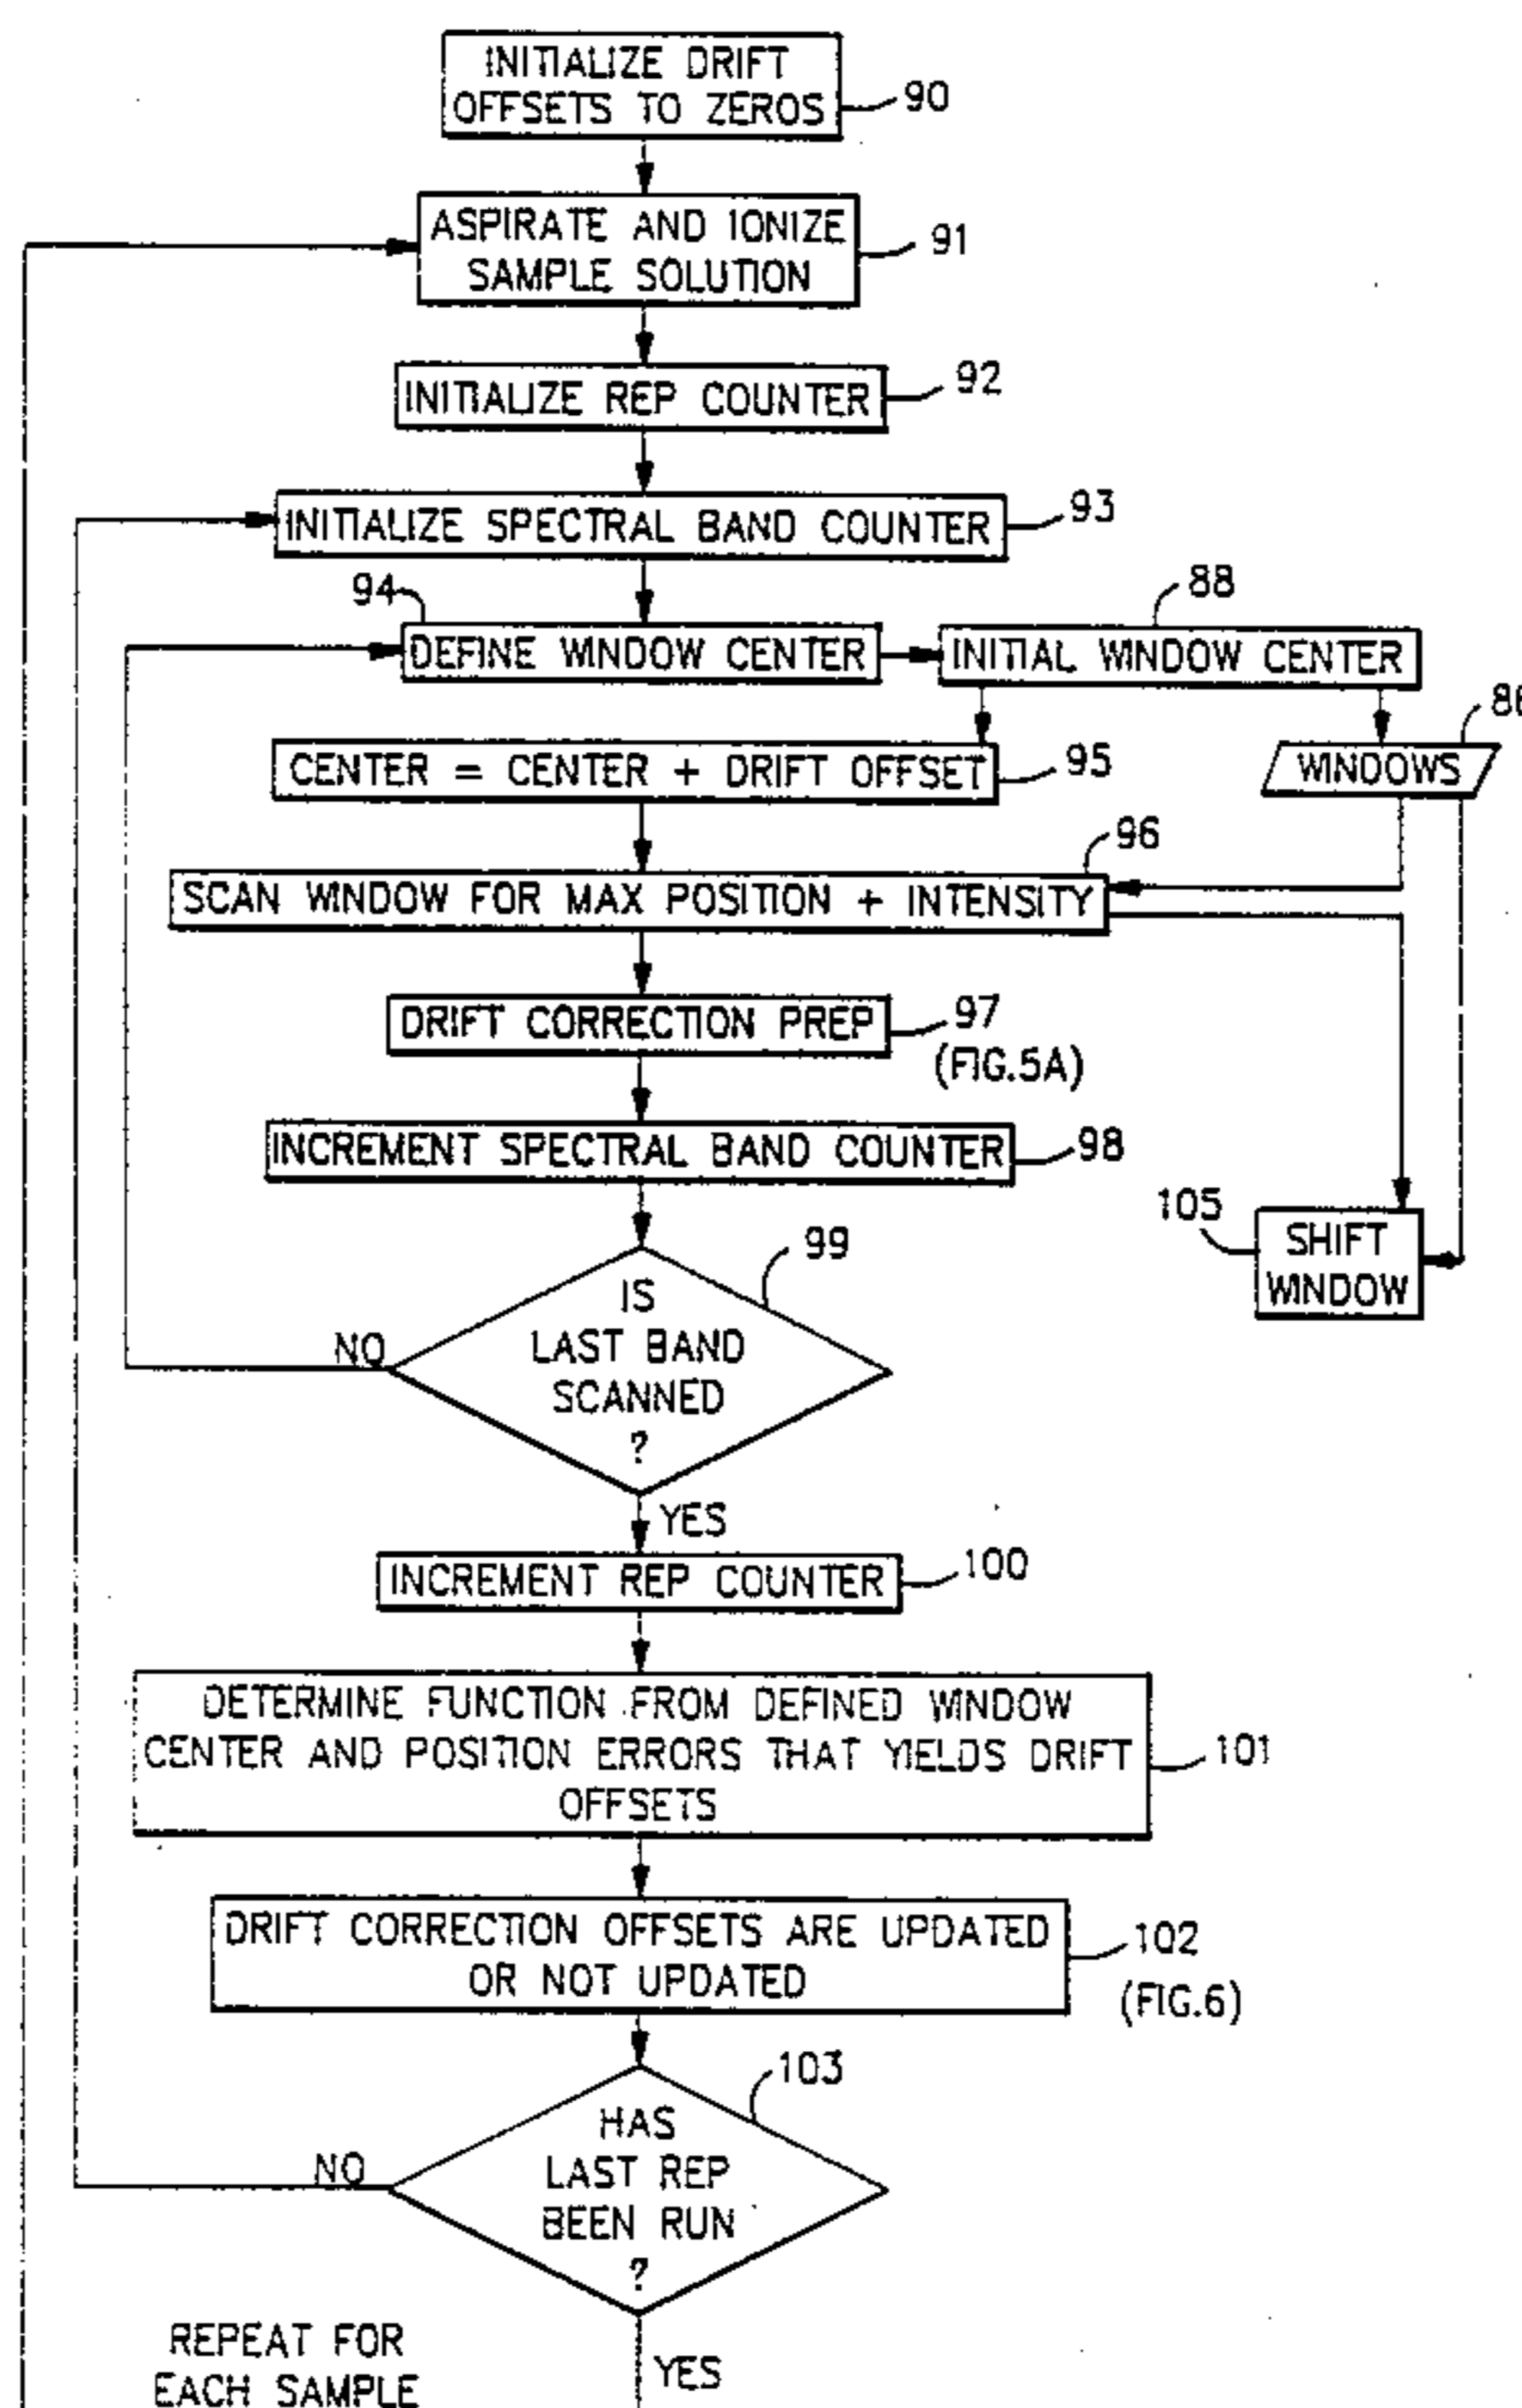 INITIALIZE DRIFT
OFFSETS TO ZEROS
90
ASPIRATE AND IONIZE
SAMPLE SOLUTION
91
INITIALIZE REP COUNTER
92
INITIALIZE SPECTRAL BAND COUNTER
93
94
DEFINE WINDOW CENTER
88
INITIAL WINDOW CENTER
CENTER = CENTER + DRIFT OFFSET
95
WINDOWS
96
SCAN WINDOW FOR MAX POSITION + INTENSITY
DRIFT CORRECTION PREP
97
(FIG.5A)
INCREMENT SPECTRAL BAND COUNTER
98
105
SHIFT
WINDOW
99
IS
LAST BAND
SCANNED
?
NO
YES
INCREMENT REP COUNTER
100
DETERMINE FUNCTION FROM DEFINED WINDOW
CENTER AND POSITION ERRORS THAT YIELDS DRIFT
OFFSETS
101
DRIFT CORRECTION OFFSETS ARE UPDATED
OR NOT UPDATED
102
(FIG.6)
103
HAS
LAST REP
BEEN RUN
?
NO
YES
REPEAT FOR
EACH SAMPLE